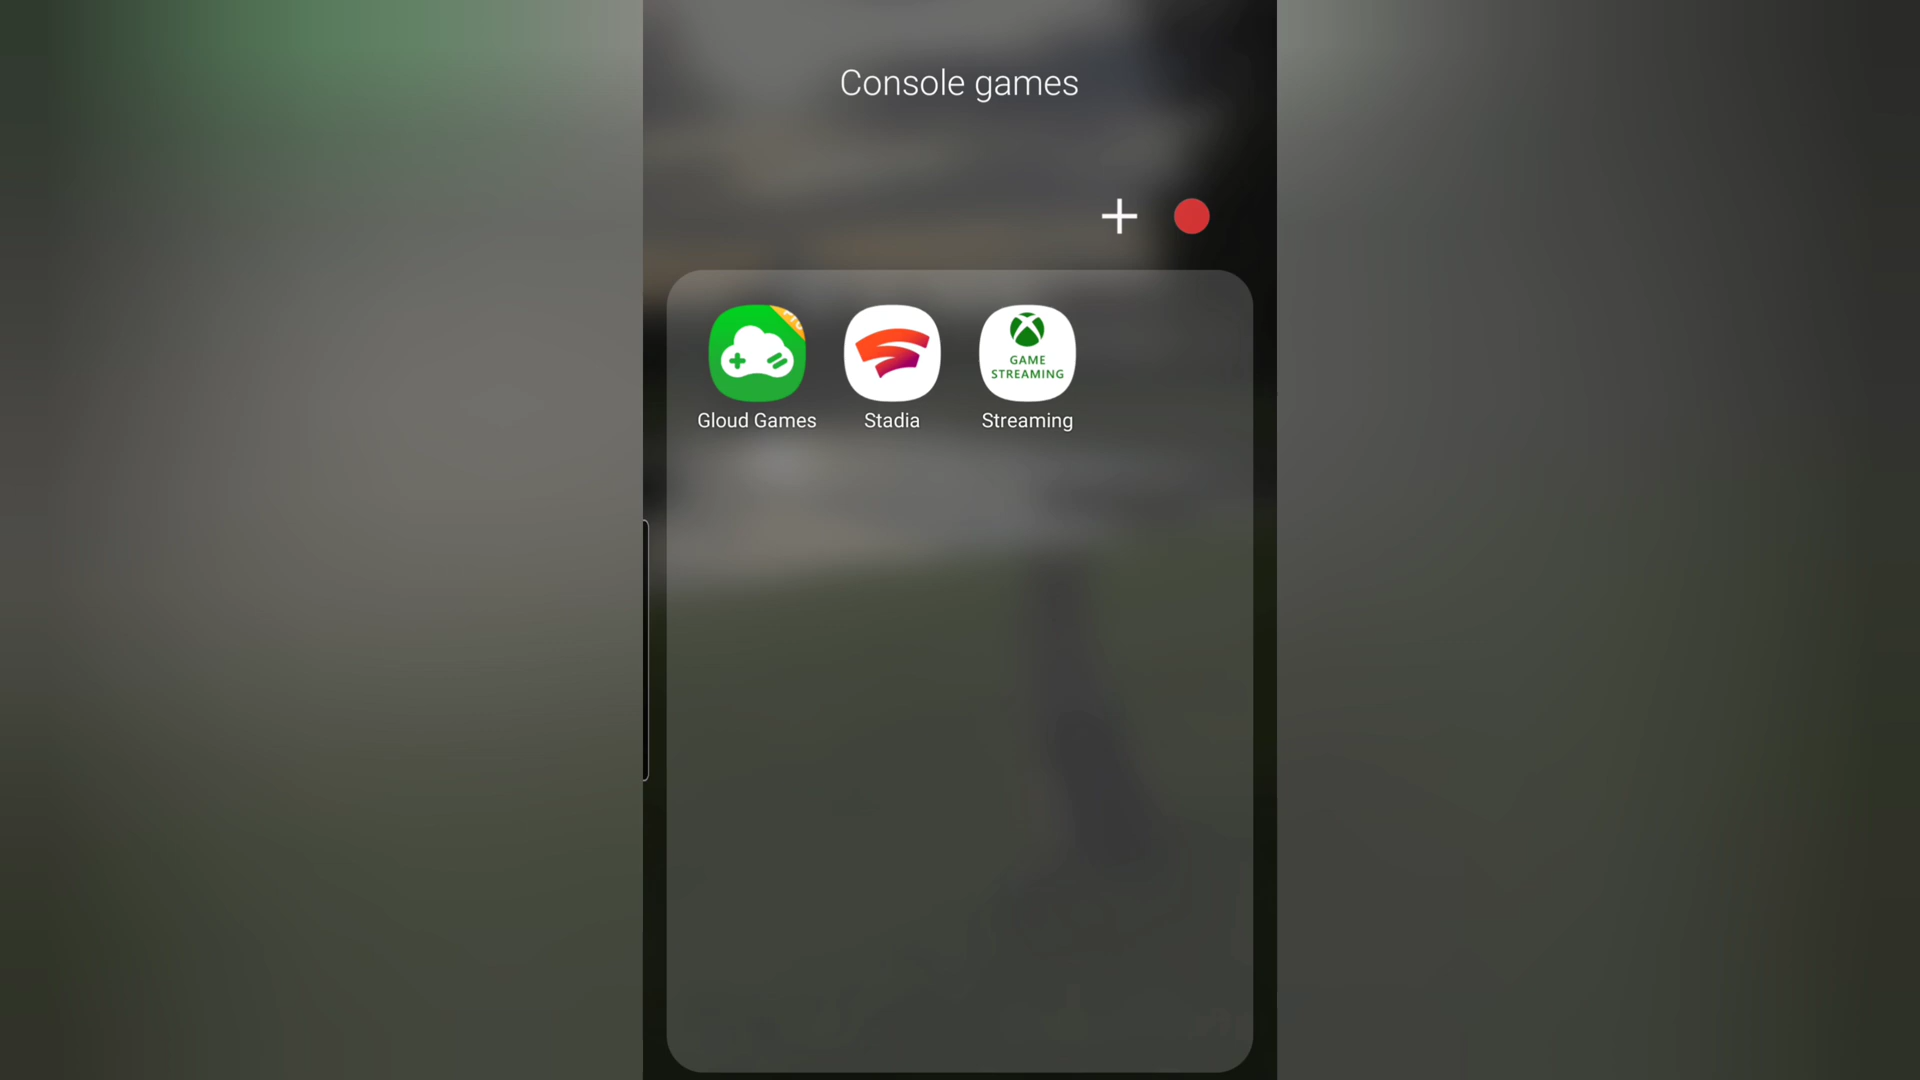 Console games
GAME
STREAMING
Gloud Games
Stadia
Streaming